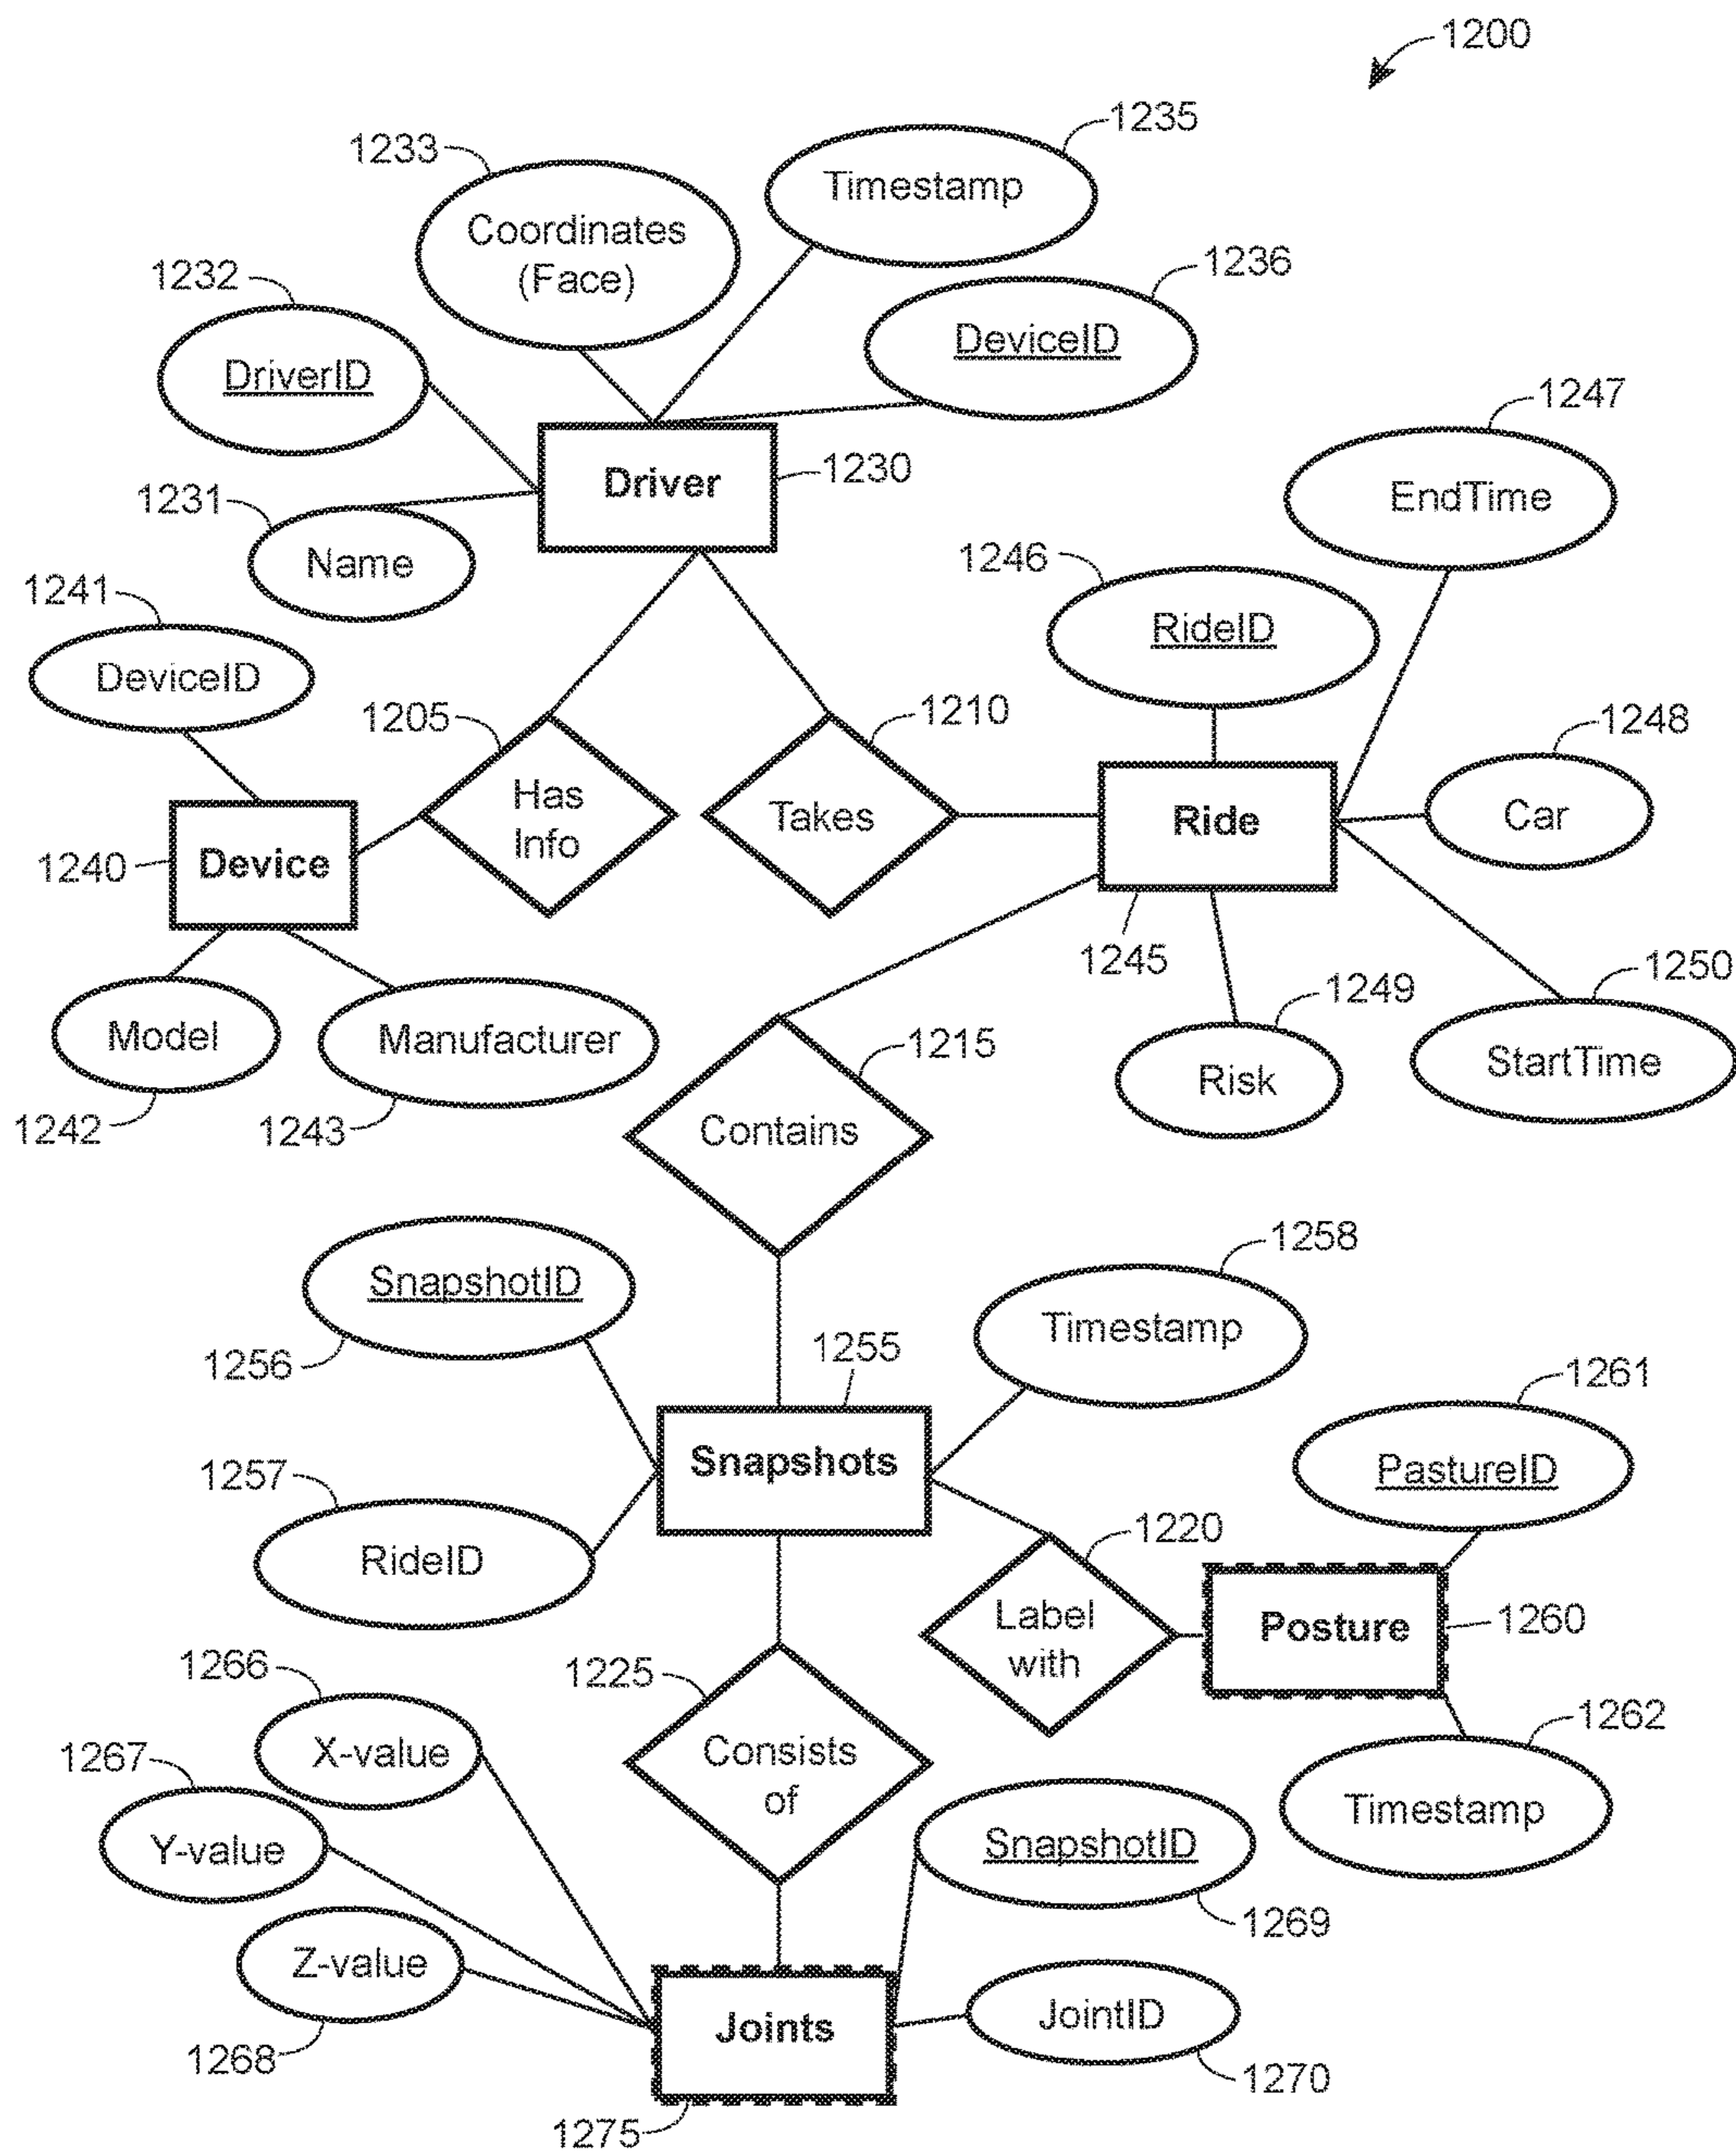 1200
1235
1233
Timestamp
Coordinates
(Face)
1236
1232
DeviceID
DriverID
1247
1230
Driver
EndTime
1231
1246
Name
1241
RideID
DeviceID
1205
1210
1248
Has
Info
Takes
Ride
Car
1240
Device
1245
1250
1249
Model
Manufacturer
1215
StartTime
Risk
1242
1243
Contains
1258
SnapshotID
Timestamp
1256
1255
1261
Snapshots
PastureID
1257
1220
RideID
Label
with
Posture
1260
1266
1225
1262
1267
X-value
Consists
of
Timestamp
Y-value
SnapshotID
1269
Z-value
JointID
Joints
1268
1270
1275